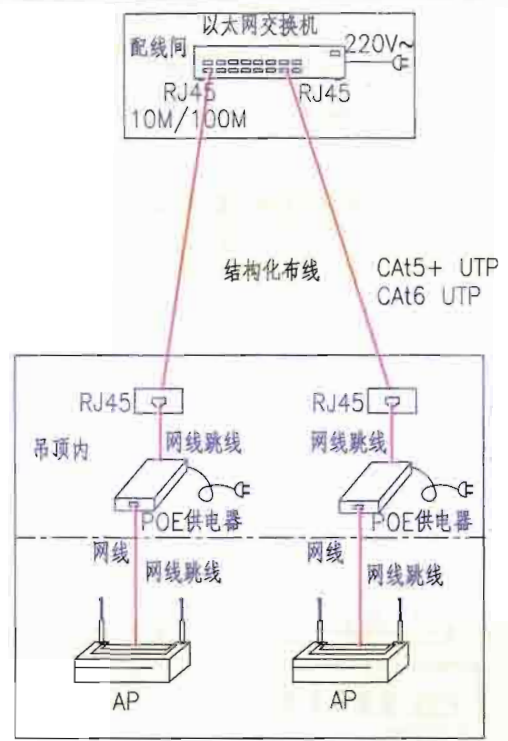 以太网交换机
配线间
220V~
RJ45
RJ45
10M/100M
结构化布线
CAt5+ UTP
CAt6 UTP
RJ45
RJ45
吊顶内
网线跳线
网线跳线
POE供电器
POE供电器
网线
网线跳线
网线
网线跳线
AP
AP